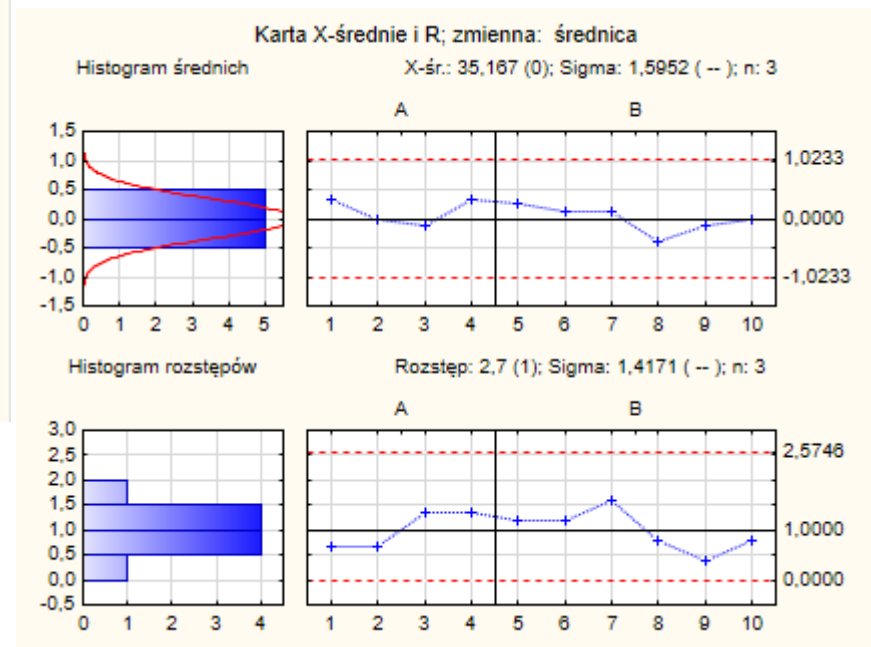 Karta X-średnie i R; zmienna: średnica
Histogram średnich
X-śr.: 35,167 (0); Sigma: 1,5952 ( -- ); n: 3
A B
1,5
1,0
0,5
0,0
-0,5
-1,0
-1,5
0 1 2 3 4 5
1,0233
0,0000
-1,0233
1 2 3 4 5 6 7 8 9 10
Histogram rozstępów
Rozstęp: 2,7 (1); Sigma: 1,4171 ( -- ); n: 3
A B
3,0
2,5
2,0
1,5
1,0
0,5
0,0
-0,5
0 1 2 3 4
2,5746
1,0000
0,0000
1 2 3 4 5 6 7 8 9 10